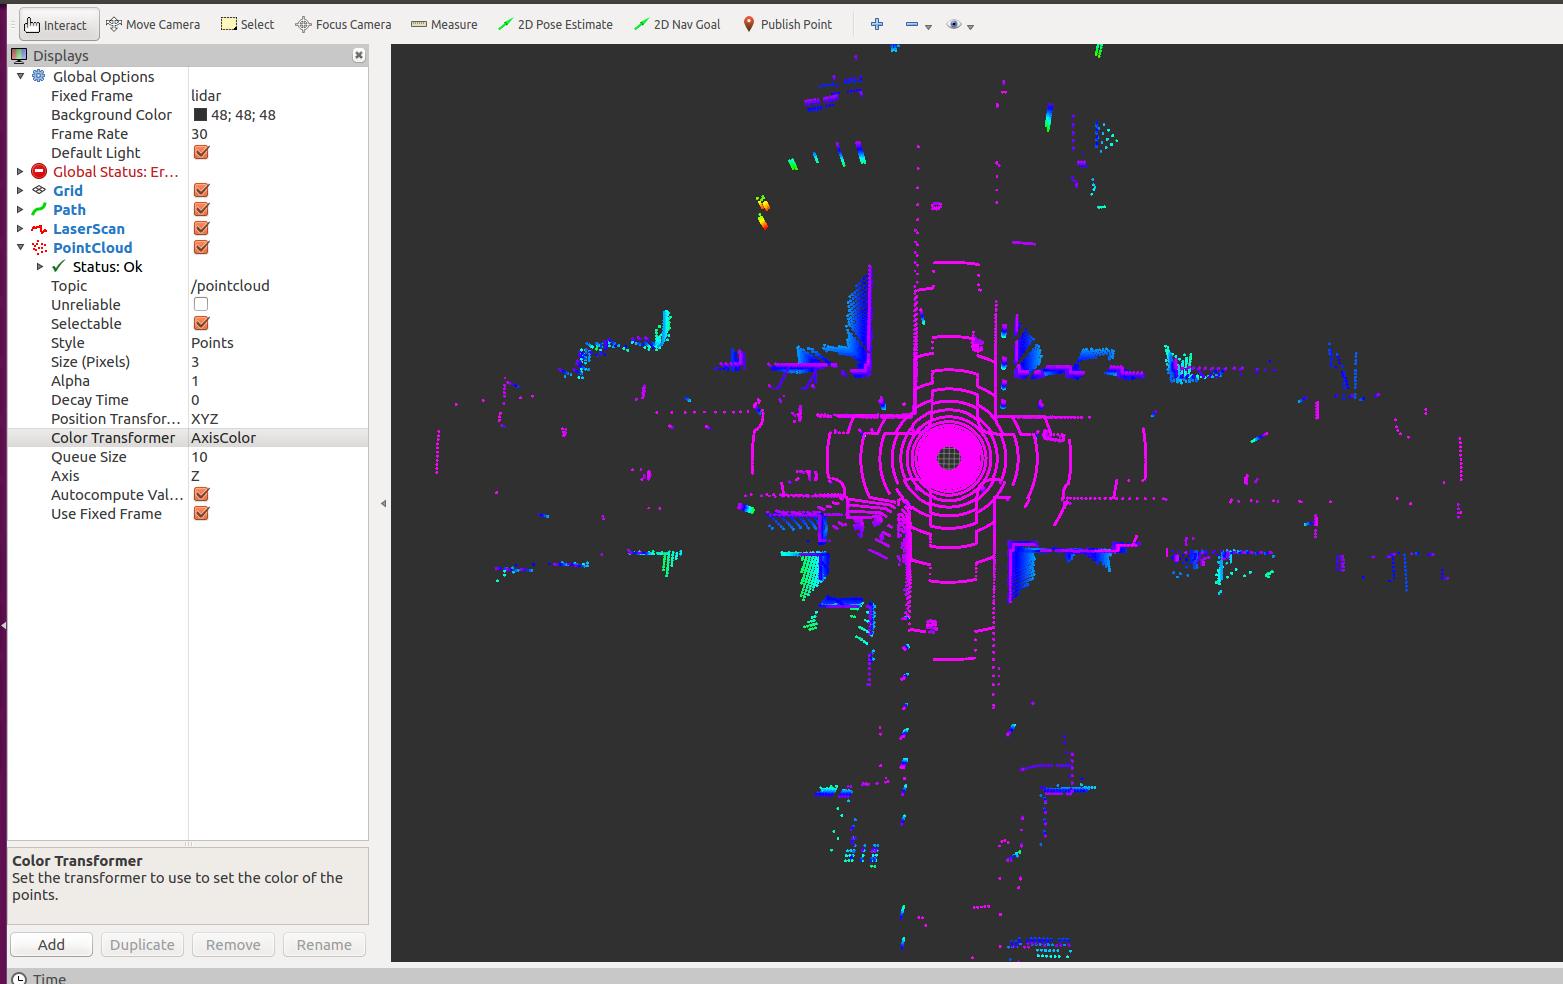 Interact Move Camera Select Focus Camera Measure 2D Pose Estimate 2D Nav Goal Publish Point
Displays
Global Options
Fixed Frame lidar
Background Color 48; 48; 48
Frame Rate 30
Default Light
Global Status: Er...
Grid
Path
LaserScan
PointCloud
Status: Ok
Topic /pointcloud
Unreliable
Selectable
Style Points
Size (Pixels) 3
Alpha 1
Decay Time 0
Position Transfor... XYZ
Color Transformer AxisColor
Queue Size 10
Axis Z
Autocompute Val...
Use Fixed Frame
Color Transformer
Set the transformer to use to set the color of the
points.
Add Duplicate Remove Rename
Time